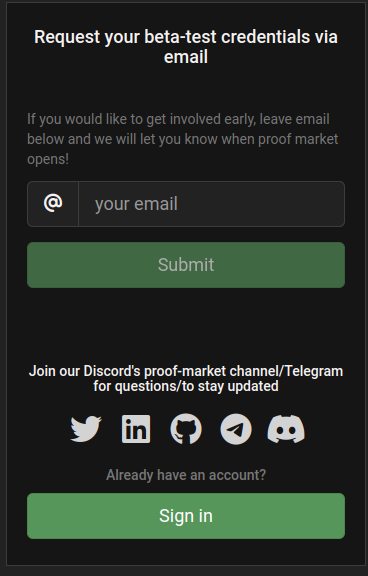 Request your beta-test credentials via
email
If you would like to get involved early, leave email
below and we will let you know when proof market
opens!
@ your email
Submit
Join our Discord's proof-market channel/Telegram
for questions/to stay updated
in
Already have an account?
Sign in